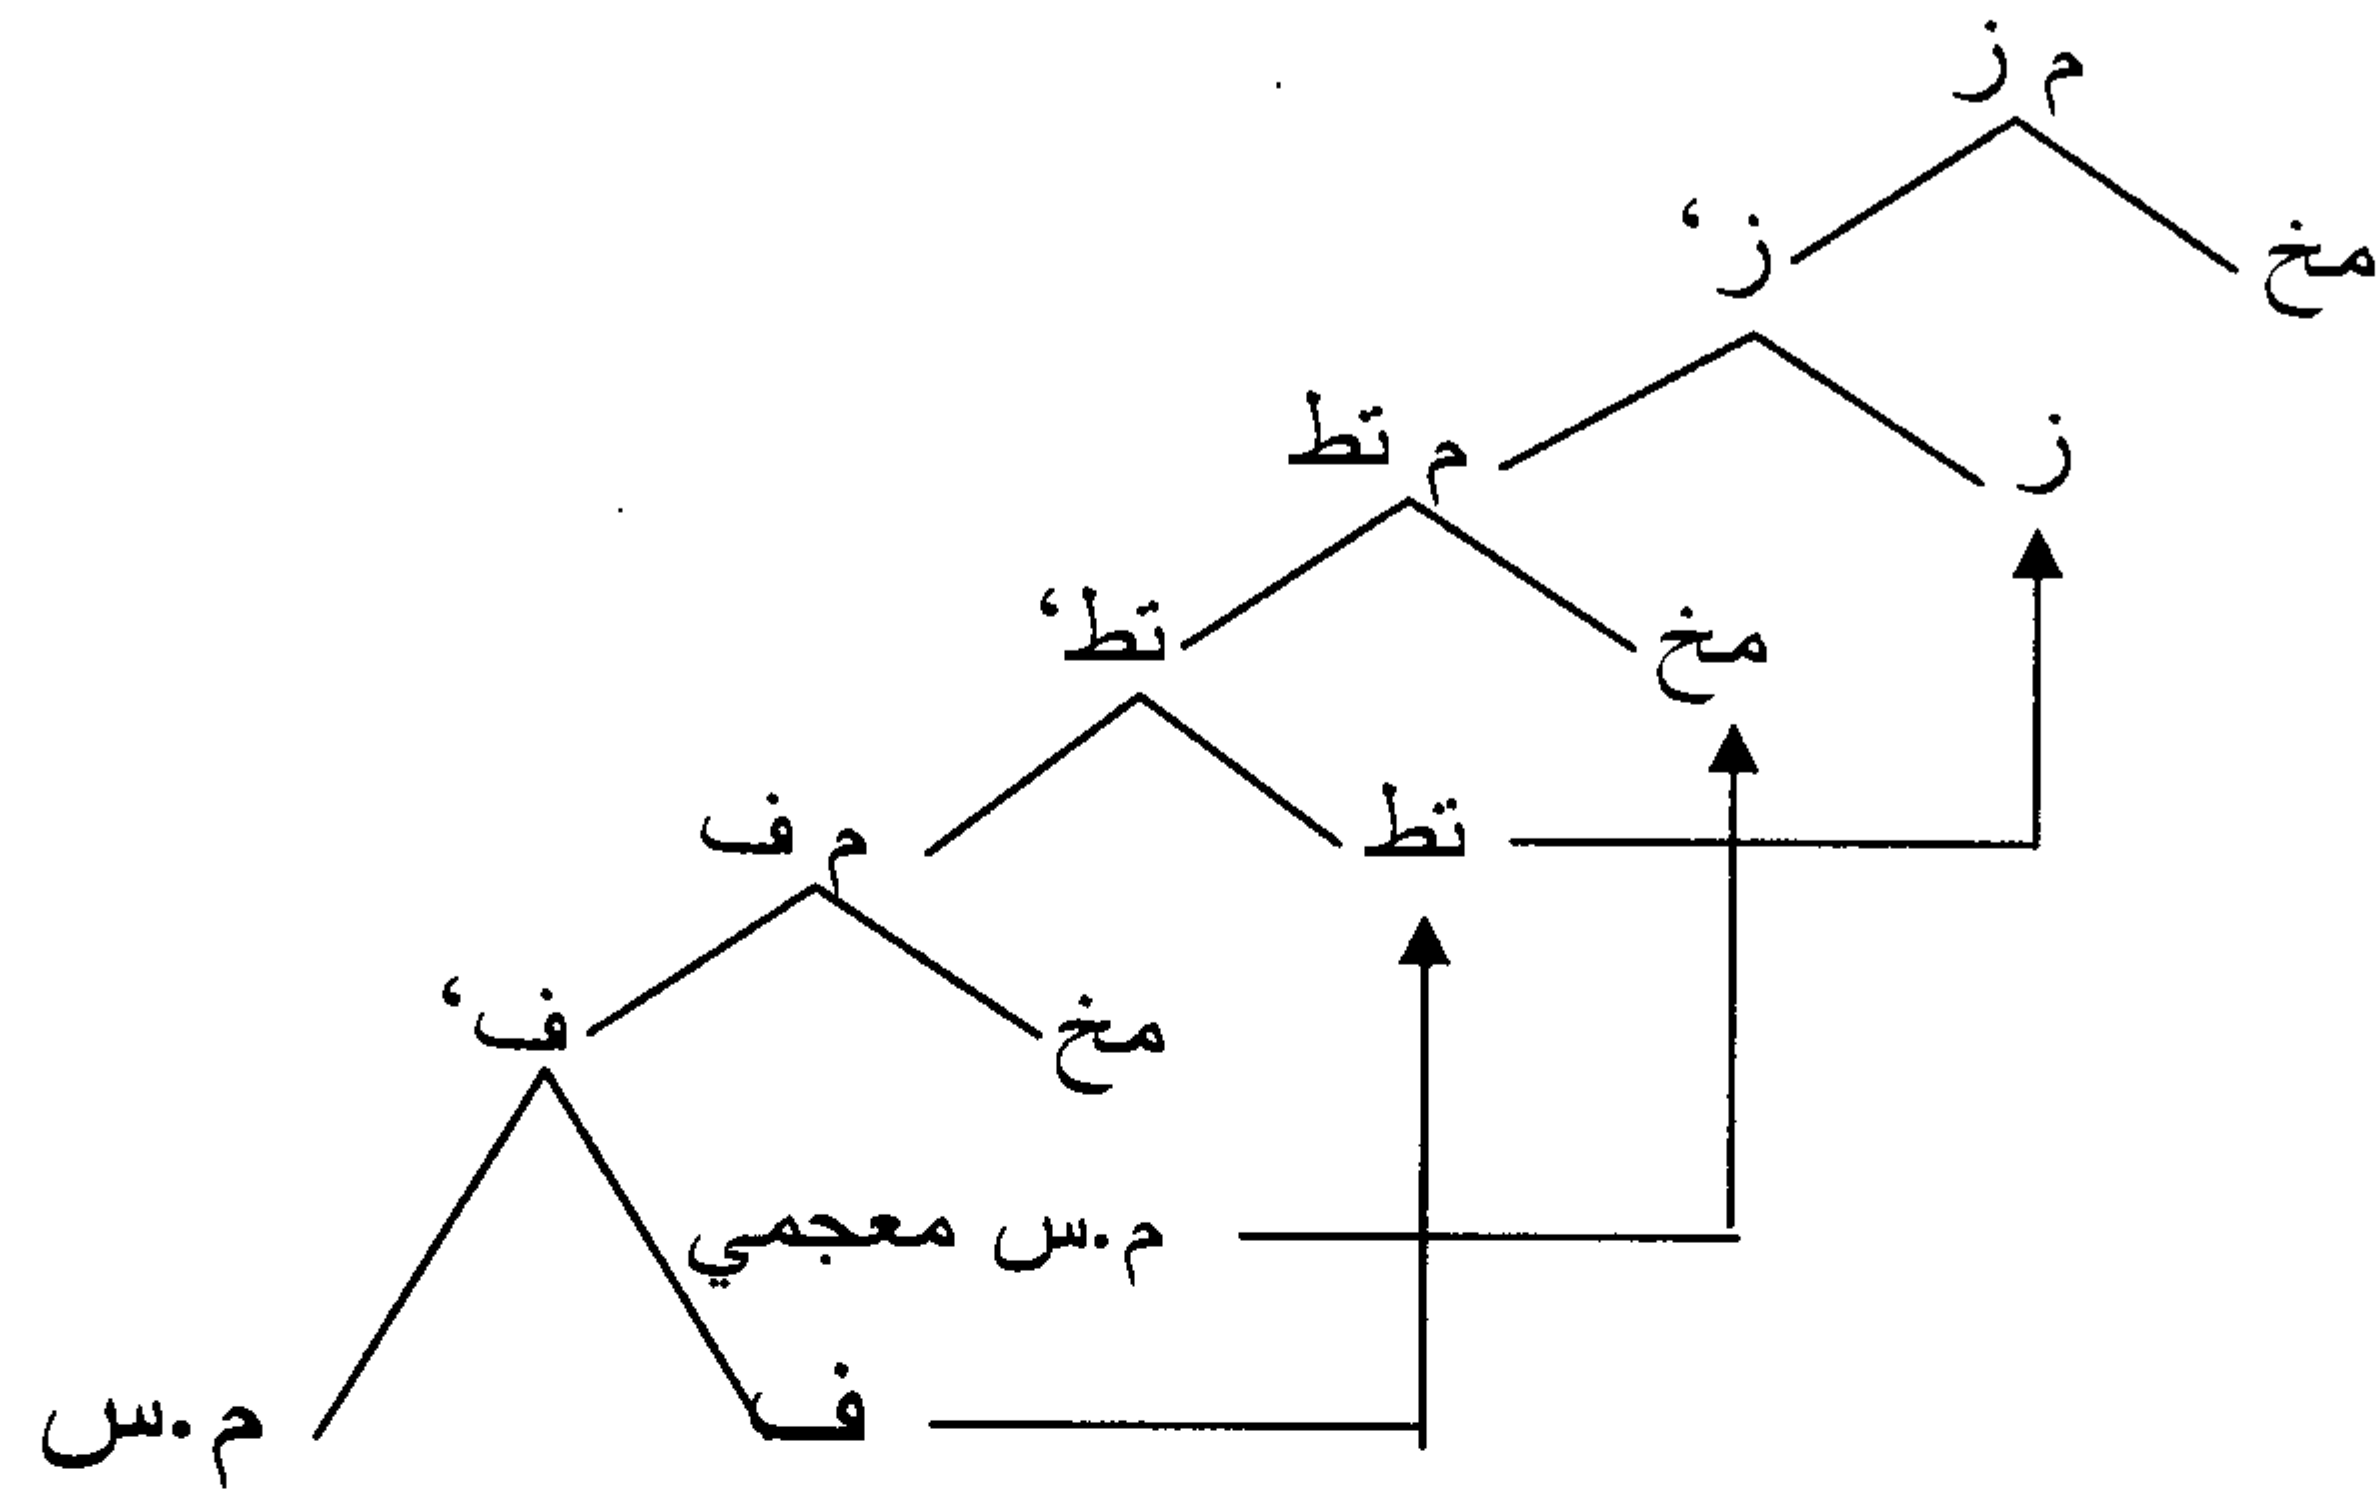 م ز
ز‘ مخ
م تط ز
تط‘ مخ
م ف تط
ف‘ مخ
م.س معجمي
م.س ف